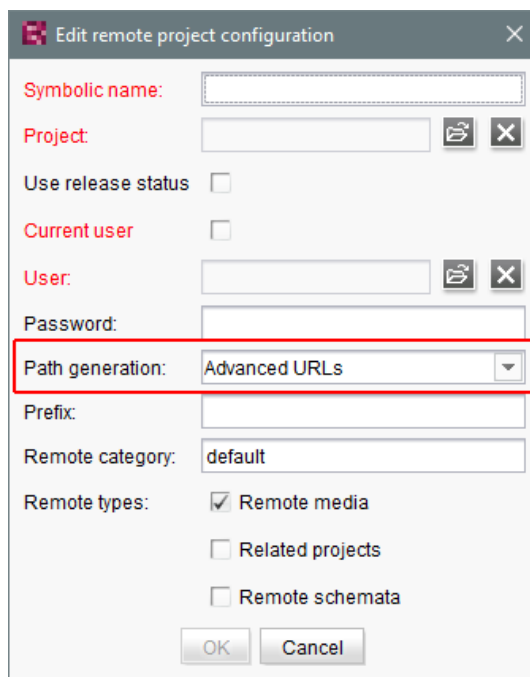 Edit remote project configuration
Symbolic name:
Project:
Use release status
Current user
User:
Password:
Path generation: Advanced URLs
Prefix:
Remote category: default
Remote types: Remote media
Related projects
Remote schemata
OK Cancel